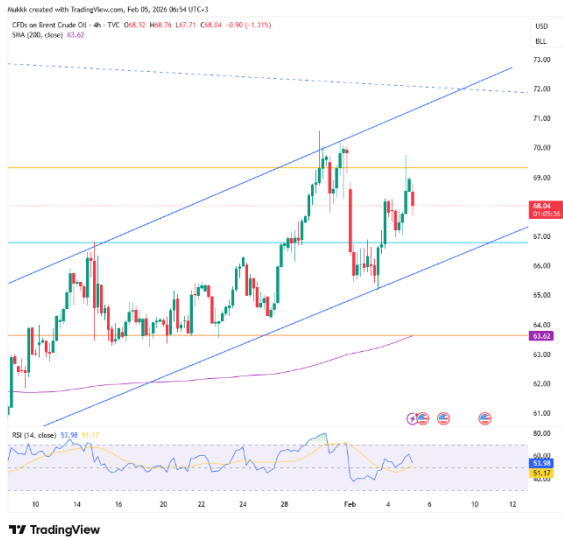 Mukkk created with TradingView.com, Feb 05, 2026 06:54 UTC+3
CFDs on Brent Crude Oil · 4h · TVC O68.52 H68.76 L67.71 C68.04 -0.90 (-1.31%)
SMA (200, close) 63.62
USD
BLL
73.00
72.00
71.00
70.00
69.00
68.04
01:05:36
67.00
66.00
65.00
64.00
63.62
63.00
62.00
61.00
RSI (14, close) 53.98 51.17
80.00
53.98
51.17
40.00
10 14 20 22 28 Feb 4 6 10 12
TradingView